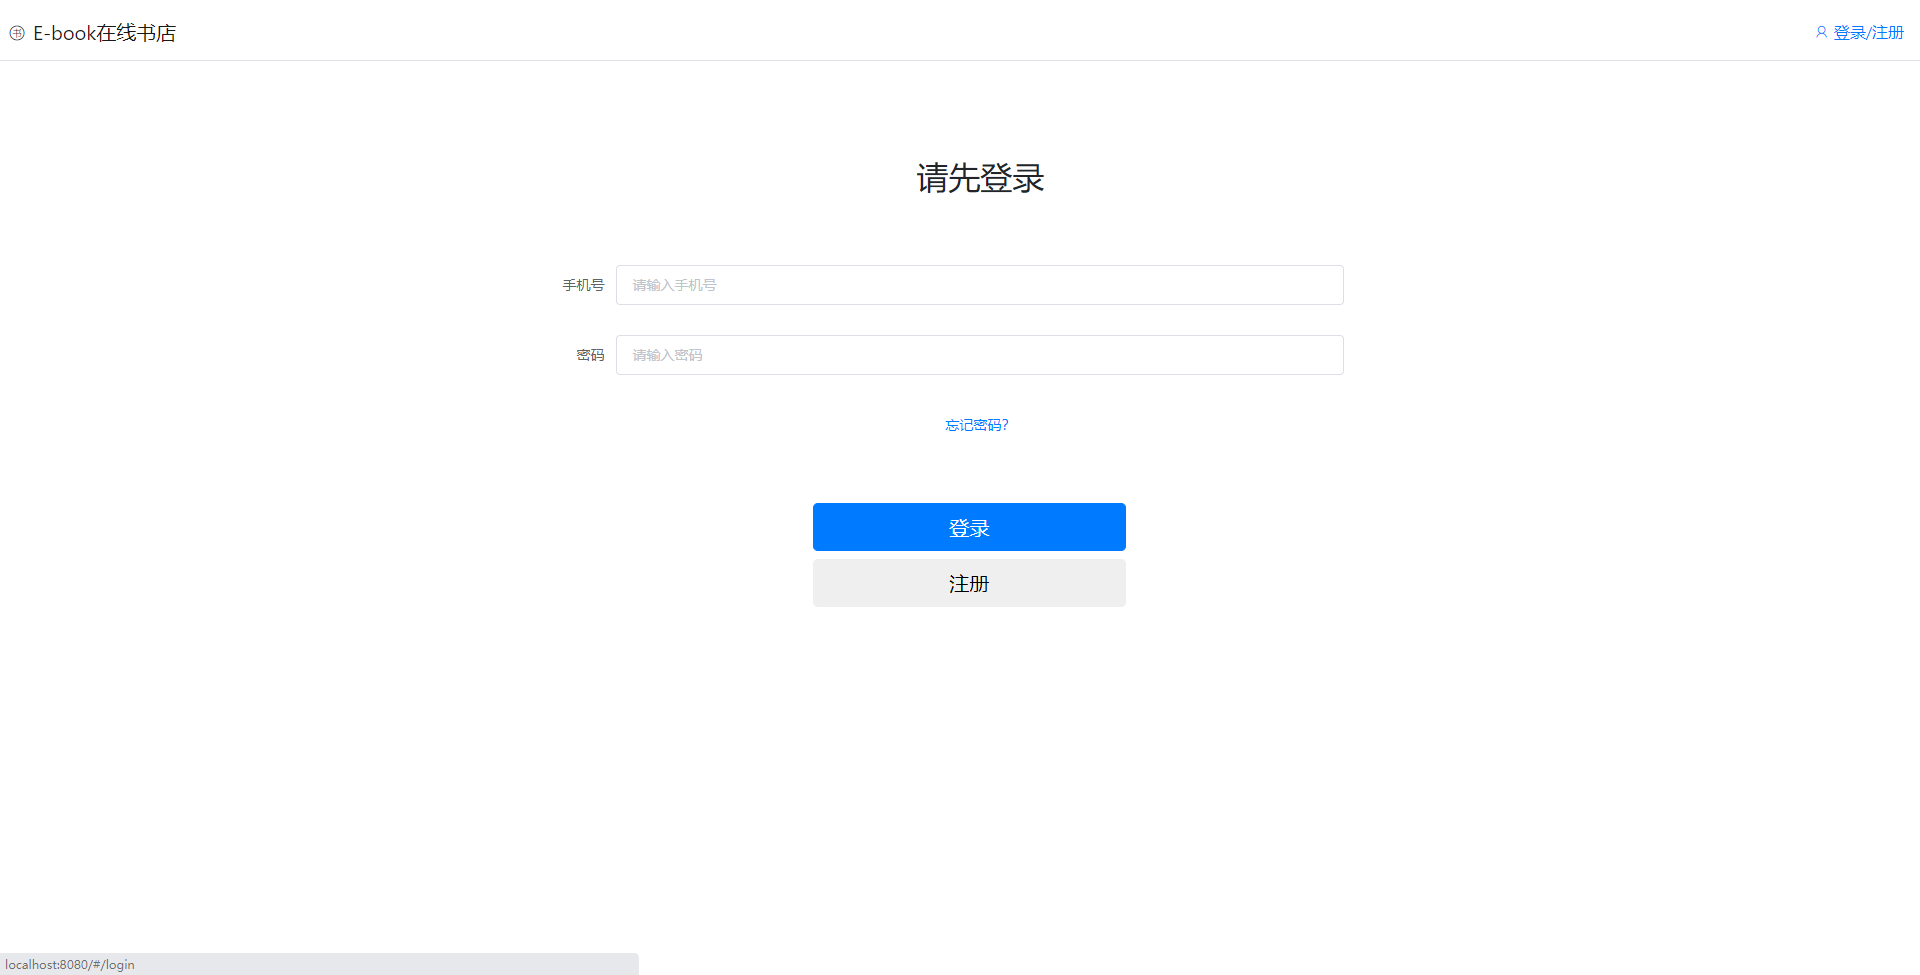 书 E-book在线书店
登录/注册
请先登录
手机号 请输入手机号
密码 请输入密码
忘记密码?
登录
注册
localhost:8080/#/login